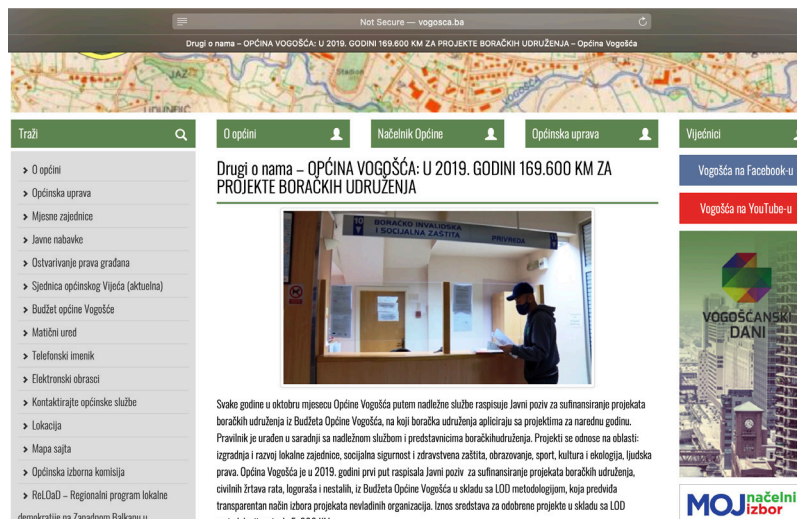 Not Secure — vogosca.ba
Drugi o nama – OPĆINA VOGOŠĆA: U 2019. GODINI 169.600 KM ZA PROJEKTE BORAČKIH UDRUŽENJA – Općina Vogošća
JAZ
Stadion
VOGOŠĆA
Traži
O općini
Načelnik Općine
Općinska uprava
Vijećnici
O općini
Općinska uprava
Mjesne zajednice
Javne nabavke
Ostvarivanje prava građana
Sjednica općinskog Vijeća (aktuelna)
Budžet općine Vogošće
Matični ured
Telefonski imenik
Elektronski obrasci
Kontaktirajte općinske službe
Lokacija
Mapa sajta
Općinska izborna komisija
ReLOaD – Regionalni program lokalne
demokratije na Zapadnom Balkanu u
Drugi o nama – OPĆINA VOGOŠĆA: U 2019. GODINI 169.600 KM ZA
PROJEKTE BORAČKIH UDRUŽENJA
10
BORAČKO INVALIDSKA
I SOCIJALNA ZAŠTITA
PRIVREDA
Svake godine u oktobru mjesecu Općine Vogošća putem nadležne službe raspisuje Javni poziv za sufinansiranje projekata
boračkih udruženja iz Budžeta Općine Vogošća, na koji boračka udruženja apliciraju sa projektima za narednu godinu.
Pravilnik je urađen u saradnji sa nadležnom službom i predstavnicima boračkihudruženja. Projekti se odnose na oblasti:
izgradnja i razvoj lokalne zajednice, socijalna sigurnost i zdravstvena zaštita, obrazovanje, sport, kultura i ekologija, ljudska
prava. Općina Vogošća je u 2019. godini prvi put raspisala Javni poziv za sufinansiranje projekata boračkih udruženja,
civilnih žrtava rata, logoraša i nestalih, iz Budžeta Općine Vogošća u skladu sa LOD metodologijom, koja predviđa
transparentan način izbora projekata nevladinih organizacija. Iznos sredstava za odobrene projekte u skladu sa LOD
Vogošća na Facebook-u
Vogošća na YouTube-u
VOGOŠĆANSKI
DANI
MOJ načelni
izbor